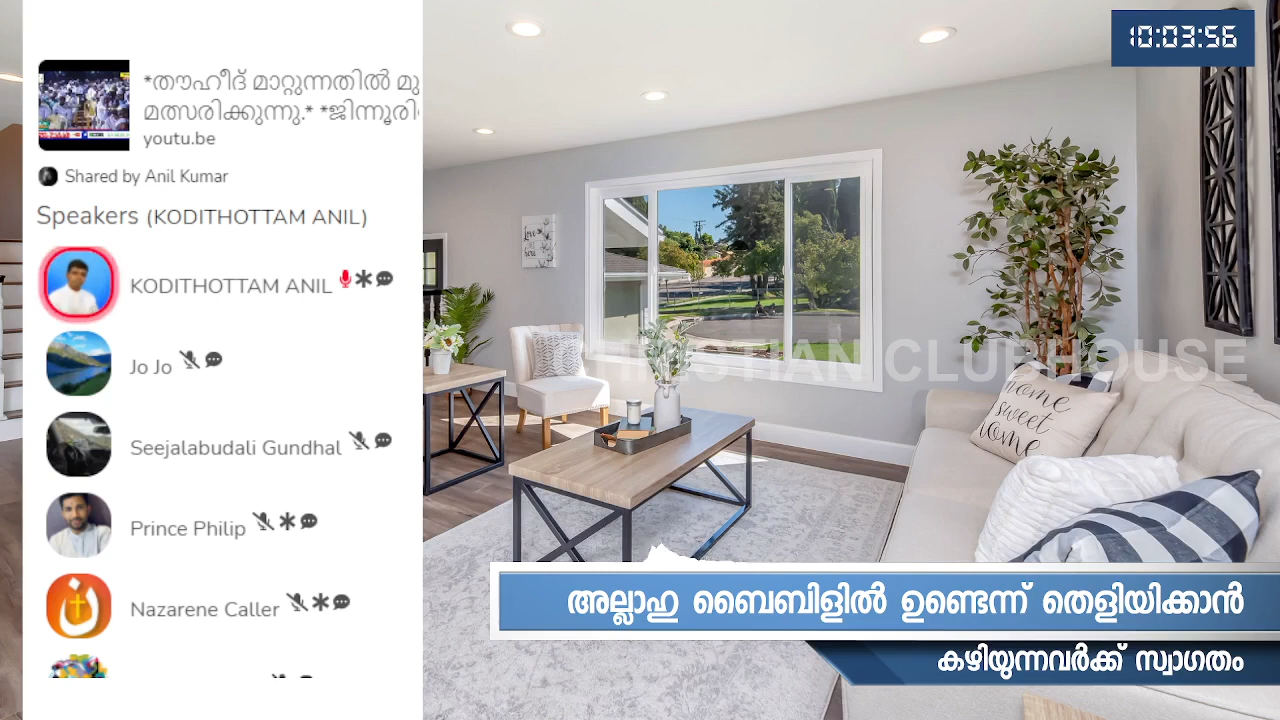 10:03:56
*തൗഹീദ് മാറ്റുന്നതിൽ മു
മത്സരിക്കുന്നു.* *ജിന്നൂരി
youtu.be
Shared by Anil Kumar
Speakers (KODITHOTTAM ANIL)
KODITHOTTAM ANIL
Jo Jo
Seejalabudali Gundhal
Prince Philip
Nazarene Caller
CHRISTIAN CLUBHOUSE
home
sweet
home
അല്ലാഹു ബൈബിളിൽ ഉണ്ടെന്ന് തെളിയിക്കാൻ
കഴിയുന്നവർക്ക് സ്വാഗതം